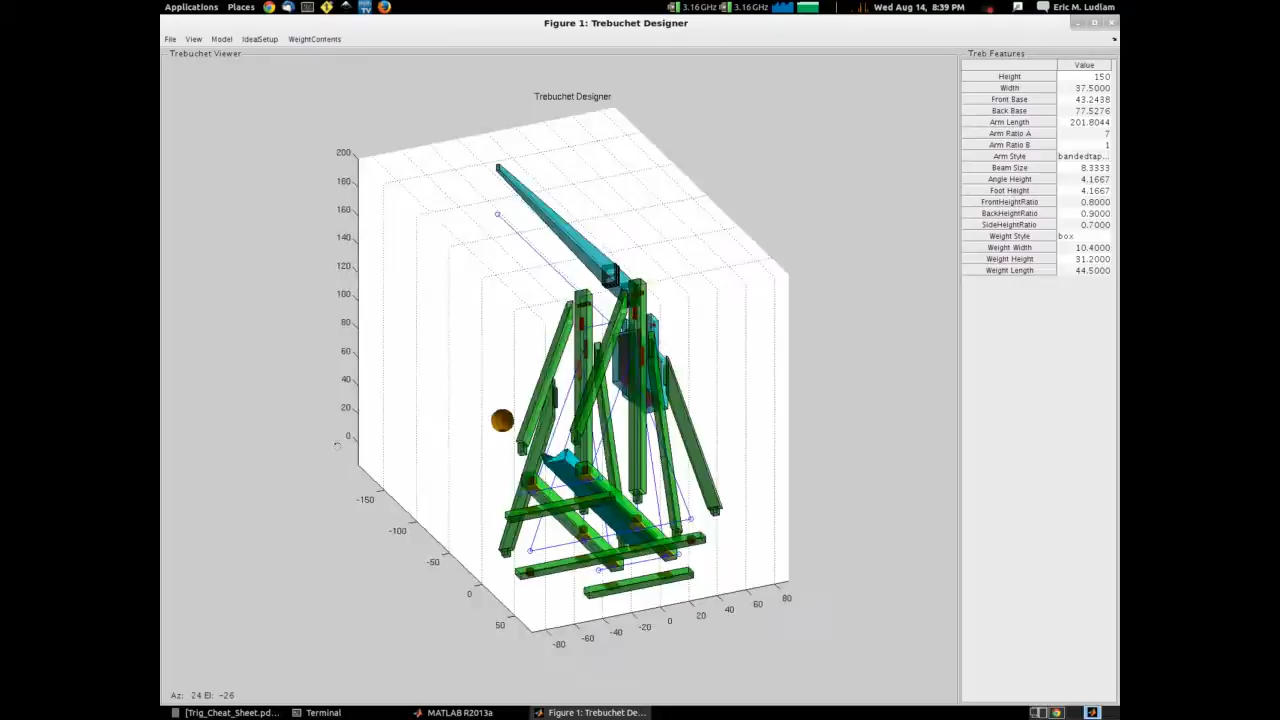 Applications Places 3.16GHz 3.16GHz Wed Aug 14, 8:39 PM Eric M. Ludlam
Figure 1: Trebuchet Designer
File View Model IdealSetup WeightContents
Trebuchet Viewer
Trebuchet Designer
200
180
160
140
120
100
80
60
40
20
0
-150
-100
-50
0
50
-80
-60
-40
-20
0
20
40
60
80
Az: 24 El: -26
Treb Features
Value
Height 150
Width 37.5000
Front Base 43.2438
Back Base 77.5276
Arm Length 201.8044
Arm Ratio A 7
Arm Ratio B 1
Arm Style bandedtap...
Beam Size 8.3333
Angle Height 4.1667
Foot Height 4.1667
FrontHeightRatio 0.8000
BackHeightRatio 0.9000
SideHeightRatio 0.7000
Weight Style box
Weight Width 10.4000
Weight Height 31.2000
Weight Length 44.5000
[Trig_Cheat_Sheet.pd... Terminal MATLAB R2013a Figure 1: Trebuchet De...